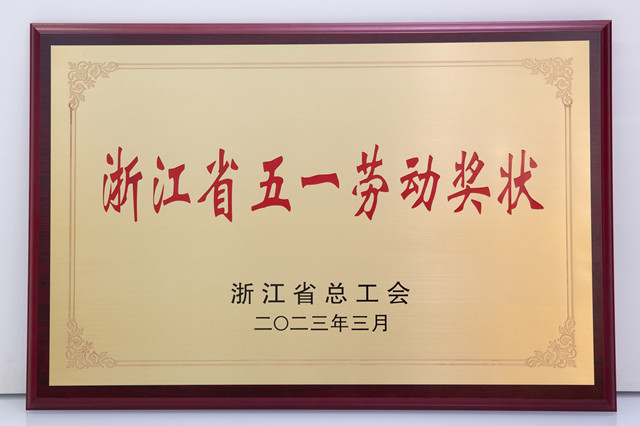 浙江省五一劳动奖状
浙江省总工会
二〇二三年三月